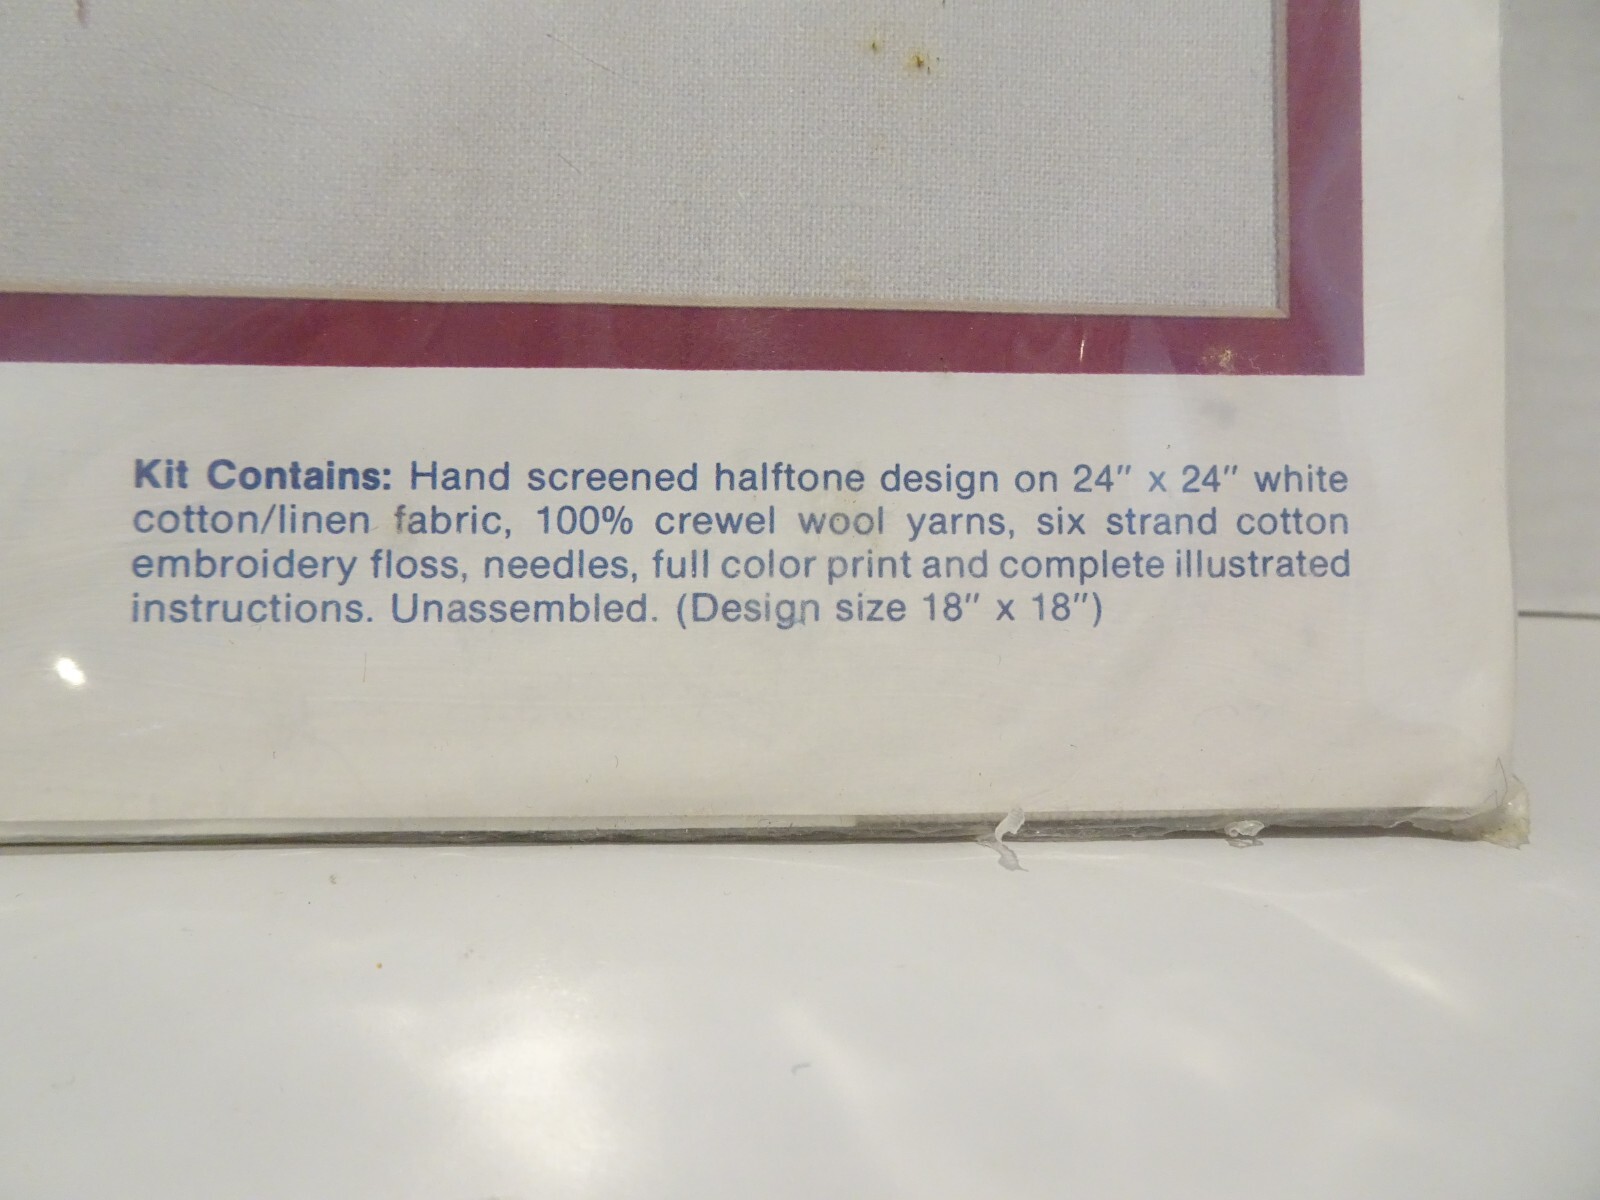 Kit Contains: Hand screened halftone design on 24" x 24" white
cotton/linen fabric, 100% crewel wool yarns, six strand cotton
embroidery floss, needles, full color print and complete illustrated
instructions. Unassembled. (Design size 18" x 18")